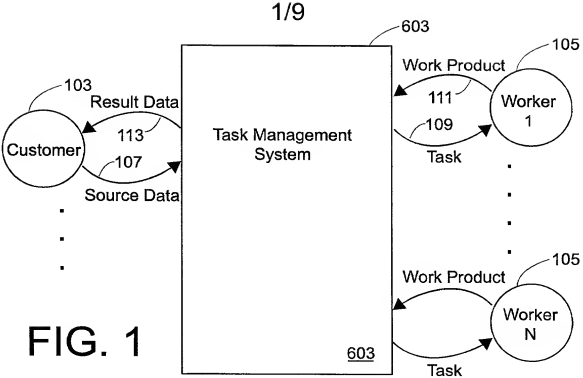 1/9
603
105
103
Work Product
Result Data
111
Worker
1
113
109
Customer
Task Management
System
107
Task
Source Data
105
Work Product
Worker
N
FIG. 1
603
Task